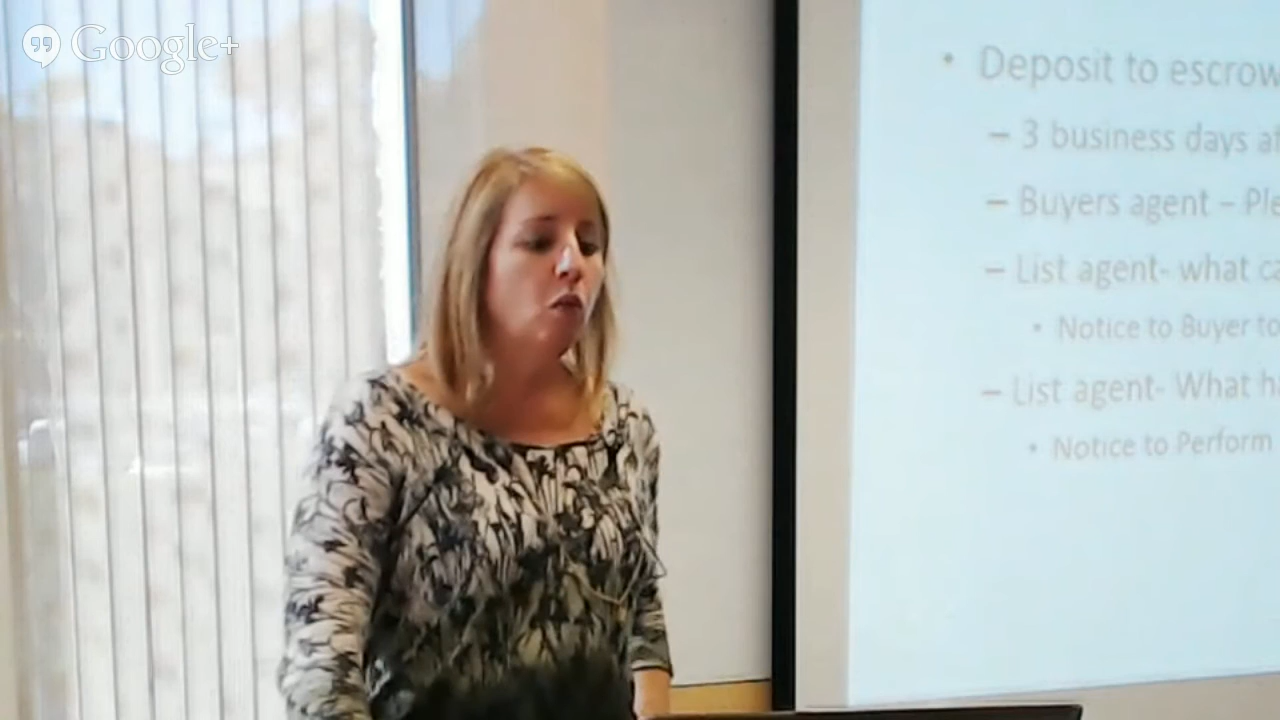 Google+
• Deposit to escrow
– 3 business days
– Buyers agent –
– List agent- what
• Notice to Buyer to
– List agent- What
• Notice to Perform